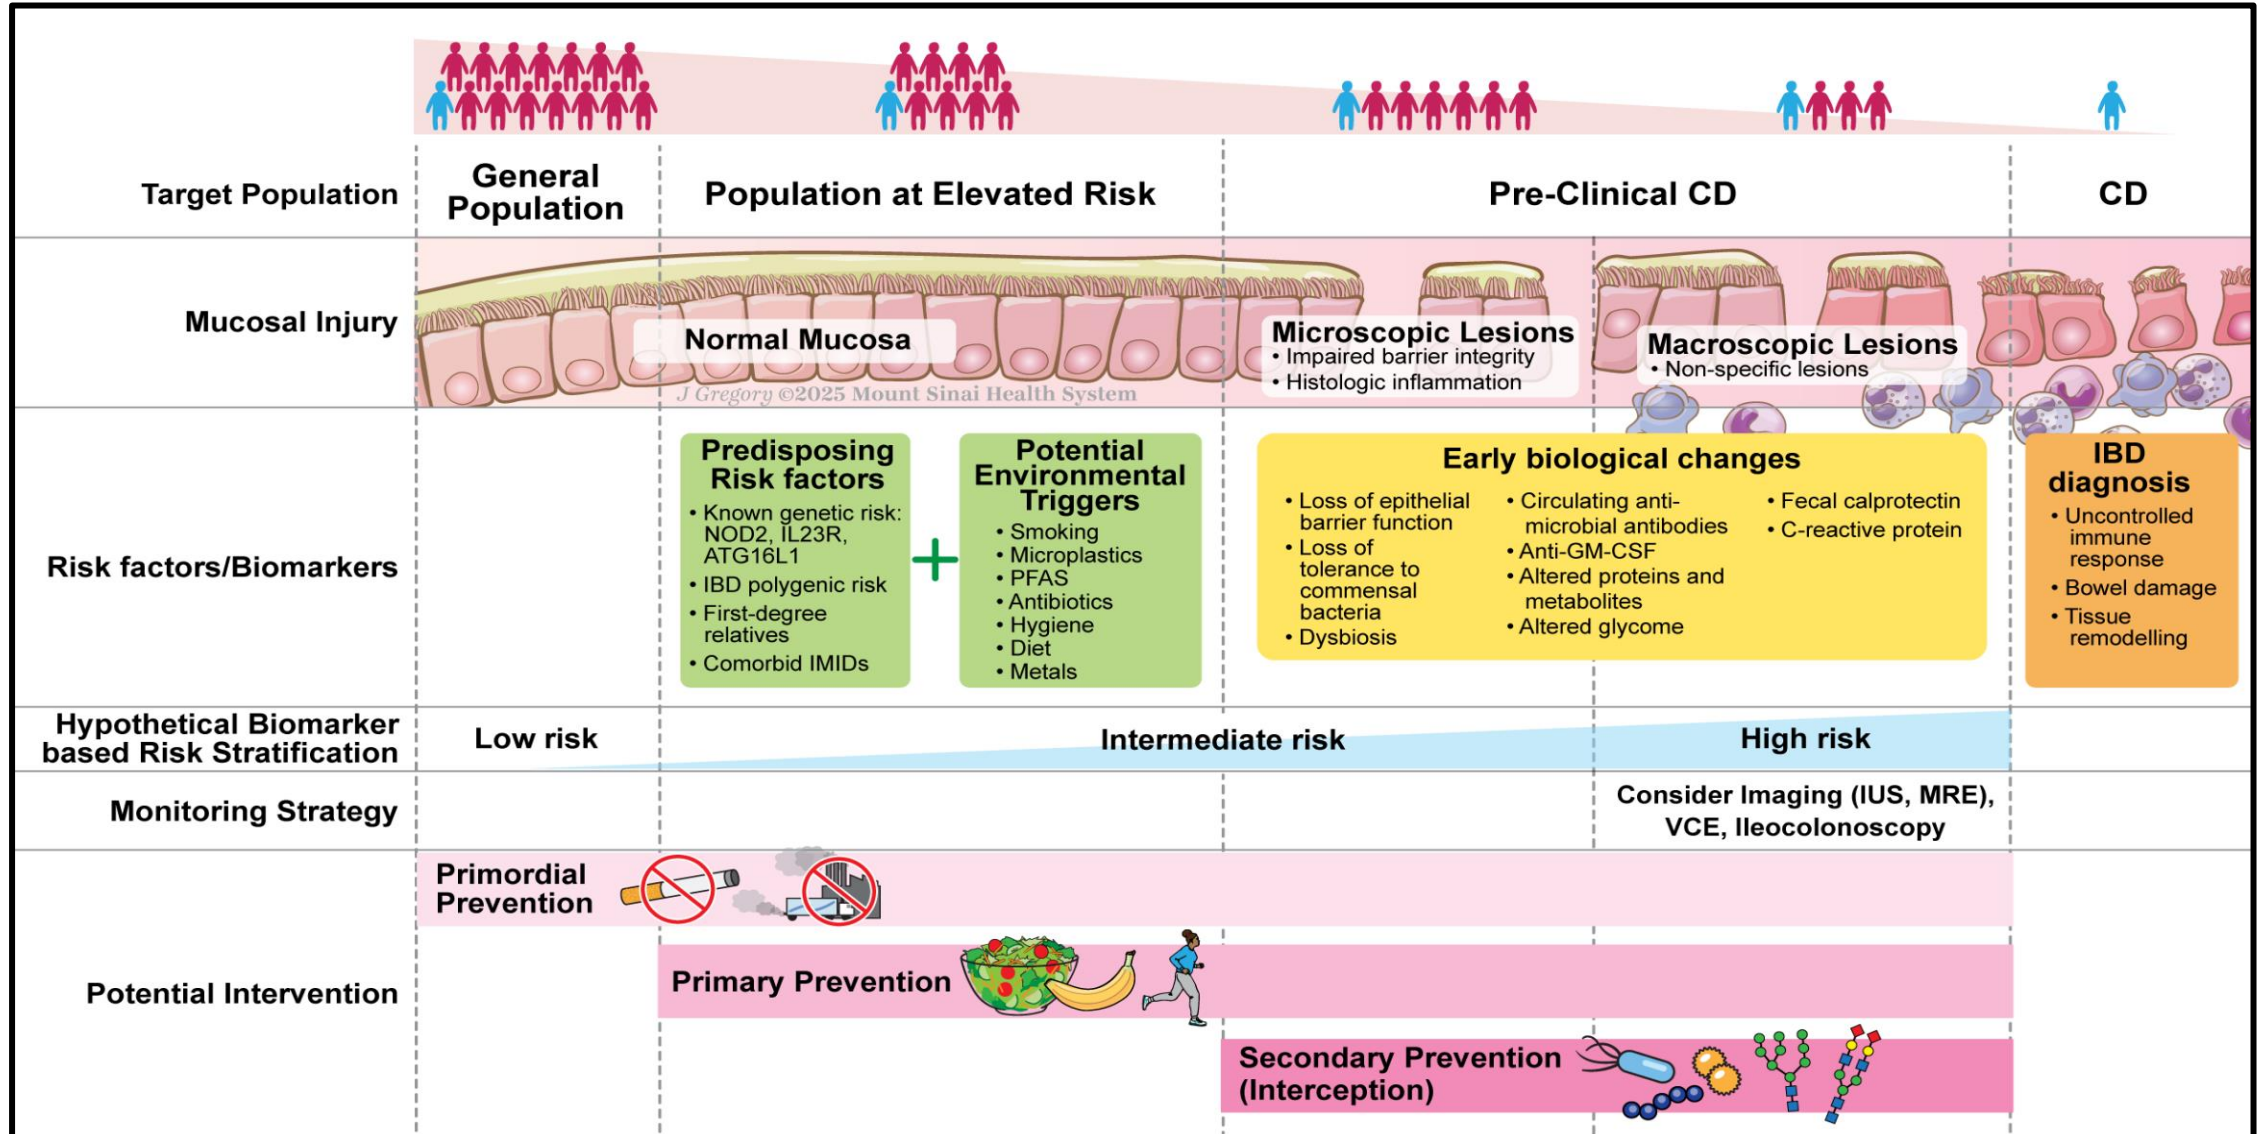 Target Population
General
Population
Population at Elevated Risk
Pre-Clinical CD
CD
Mucosal Injury
Normal Mucosa
J Gregory ©2025 Mount Sinai Health System
Microscopic Lesions
• Impaired barrier integrity
• Histologic inflammation
Macroscopic Lesions
• Non-specific lesions
Risk factors/Biomarkers
Predisposing
Risk factors
• Known genetic risk:
NOD2, IL23R,
ATG16L1
• IBD polygenic risk
• First-degree
relatives
• Comorbid IMIDs
+
Potential
Environmental
Triggers
• Smoking
• Microplastics
• PFAS
• Antibiotics
• Hygiene
• Diet
• Metals
Early biological changes
• Loss of epithelial
barrier function
• Loss of
tolerance to
commensal
bacteria
• Dysbiosis
• Circulating anti-
microbial antibodies
• Anti-GM-CSF
• Altered proteins and
metabolites
• Altered glycome
• Fecal calprotectin
• C-reactive protein
IBD
diagnosis
• Uncontrolled
immune
response
• Bowel damage
• Tissue
remodelling
Hypothetical Biomarker
based Risk Stratification
Low risk
Intermediate risk
High risk
Monitoring Strategy
Consider Imaging (IUS, MRE),
VCE, Ileocolonoscopy
Potential Intervention
Primordial
Prevention
Primary Prevention
Secondary Prevention
(Interception)